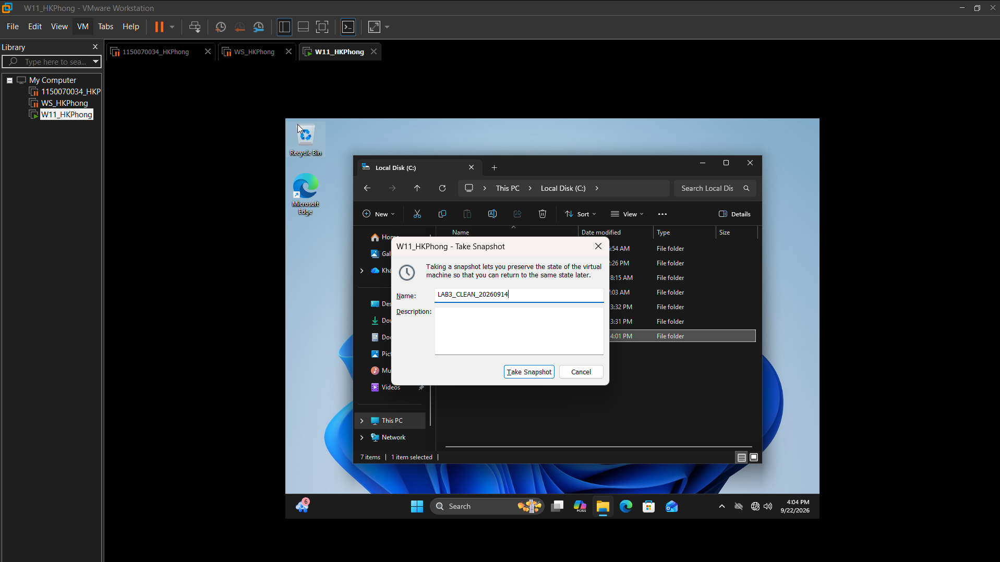 W11_HKPhong - VMware Workstation
File Edit View VM Tabs Help
Library
Type here to sea...
My Computer
1150070034_HKP
WS_HKPhong
W11_HKPhong
1150070034_HKPhong
WS_HKPhong
W11_HKPhong
Recycle Bin
Microsoft
Edge
Local Disk (C:)
This PC
Local Disk (C:)
Search Local Dis
New
Sort
View
Details
Name
Date modified
Type
Size
Hom
:54 AM File folder
Gal
:26 PM File folder
Khá
8:15 AM File folder
:03 AM File folder
Des
3:32 PM File folder
Dow
3:31 PM File folder
Doc
4:01 PM File folder
Pict
Mu
Videos
This PC
Network
7 items
1 item selected
W11_HKPhong - Take Snapshot
Taking a snapshot lets you preserve the state of the virtual
machine so that you can return to the same state later.
Name:
LAB3_CLEAN_20260914
Description:
Take Snapshot
Cancel
6
Search
M365
4:04 PM
9/22/2026